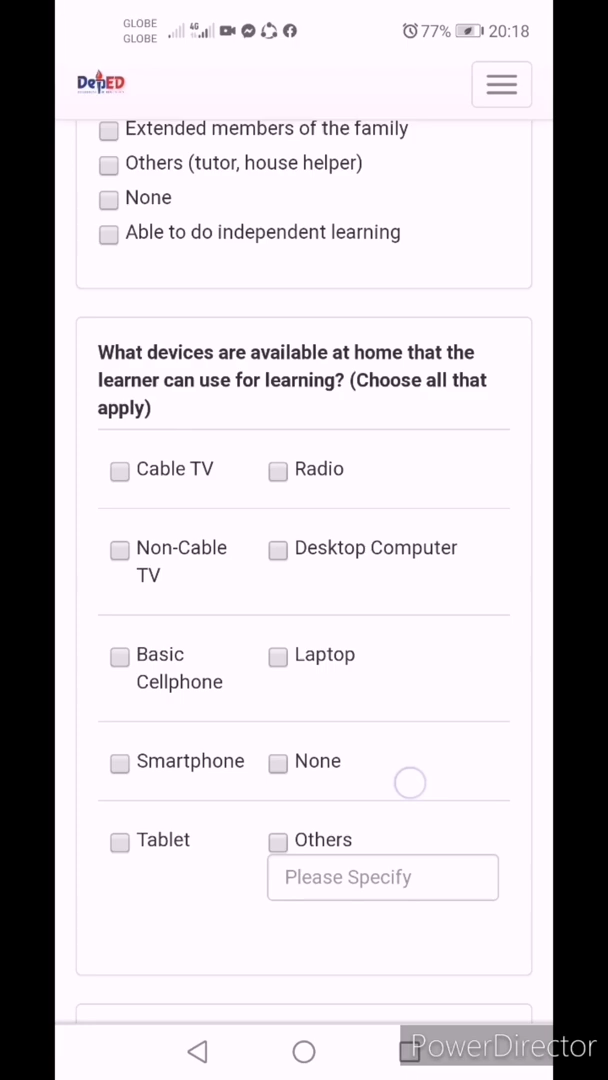 GLOBE
GLOBE
4G
77%
20:18
DepED
Extended members of the family
Others (tutor, house helper)
None
Able to do independent learning
What devices are available at home that the
learner can use for learning? (Choose all that
apply)
Cable TV
Radio
Non-Cable
TV
Desktop Computer
Basic
Cellphone
Laptop
Smartphone
None
Tablet
Others
Please Specify
PowerDirector